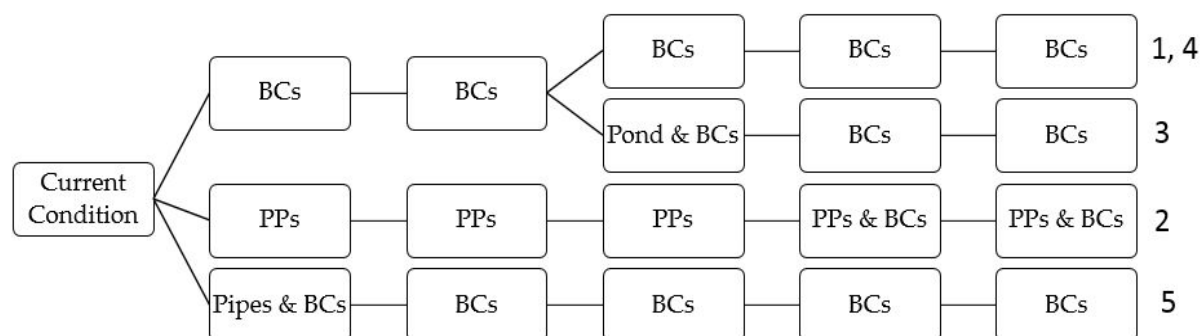 BCs BCs BCs 1, 4
BCs BCs
Pond & BCs BCs BCs 3
Current
Condition
PPs PPs PPs PPs & BCs PPs & BCs 2
Pipes & BCs BCs BCs BCs BCs 5